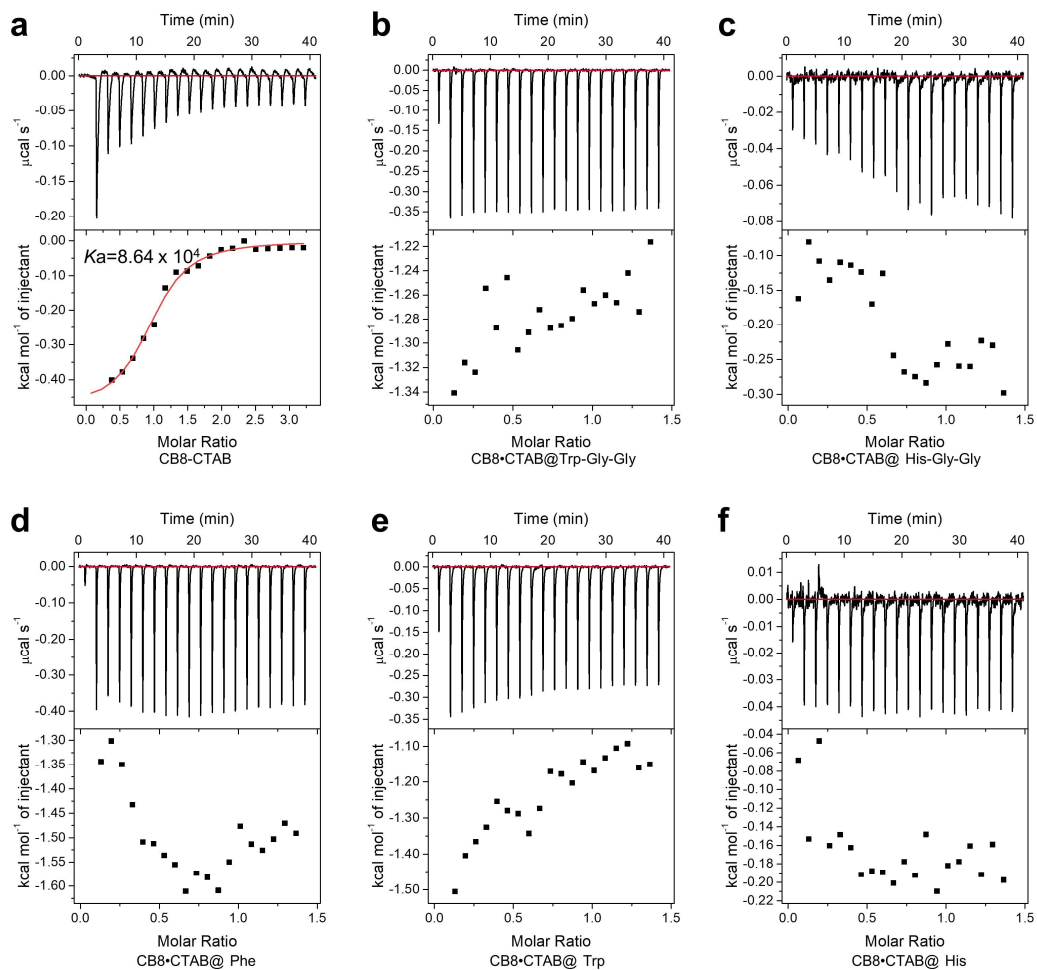 a
Time (min)
0 10 20 30 40
0.00
-0.05
-0.10
-0.15
-0.20
µcal s⁻¹
Ka=8.64 x 10⁴
0.00
-0.10
-0.20
-0.30
-0.40
kcal mol⁻¹ of injectant
0.0 0.5 1.0 1.5 2.0 2.5 3.0
Molar Ratio
CB8-CTAB
b
Time (min)
0 10 20 30 40
0.00
-0.05
-0.10
-0.15
-0.20
-0.25
-0.30
-0.35
µcal s⁻¹
-1.22
-1.24
-1.26
-1.28
-1.30
-1.32
-1.34
kcal mol⁻¹ of injectant
0.0 0.5 1.0 1.5
Molar Ratio
CB8•CTAB@Trp-Gly-Gly
c
Time (min)
0 10 20 30 40
0.00
-0.02
-0.04
-0.06
-0.08
µcal s⁻¹
-0.10
-0.15
-0.20
-0.25
-0.30
kcal mol⁻¹ of injectant
0.0 0.5 1.0 1.5
Molar Ratio
CB8•CTAB@ His-Gly-Gly
d
Time (min)
0 10 20 30 40
0.00
-0.10
-0.20
-0.30
-0.40
µcal s⁻¹
-1.30
-1.35
-1.40
-1.45
-1.50
-1.55
-1.60
kcal mol⁻¹ of injectant
0.0 0.5 1.0 1.5
Molar Ratio
CB8•CTAB@ Phe
e
Time (min)
0 10 20 30 40
0.00
-0.05
-0.10
-0.15
-0.20
-0.25
-0.30
-0.35
µcal s⁻¹
-1.10
-1.20
-1.30
-1.40
-1.50
kcal mol⁻¹ of injectant
0.0 0.5 1.0 1.5
Molar Ratio
CB8•CTAB@ Trp
f
Time (min)
0 10 20 30 40
0.01
0.00
-0.01
-0.02
-0.03
-0.04
µcal s⁻¹
-0.04
-0.06
-0.08
-0.10
-0.12
-0.14
-0.16
-0.18
-0.20
-0.22
kcal mol⁻¹ of injectant
0.0 0.5 1.0 1.5
Molar Ratio
CB8•CTAB@ His